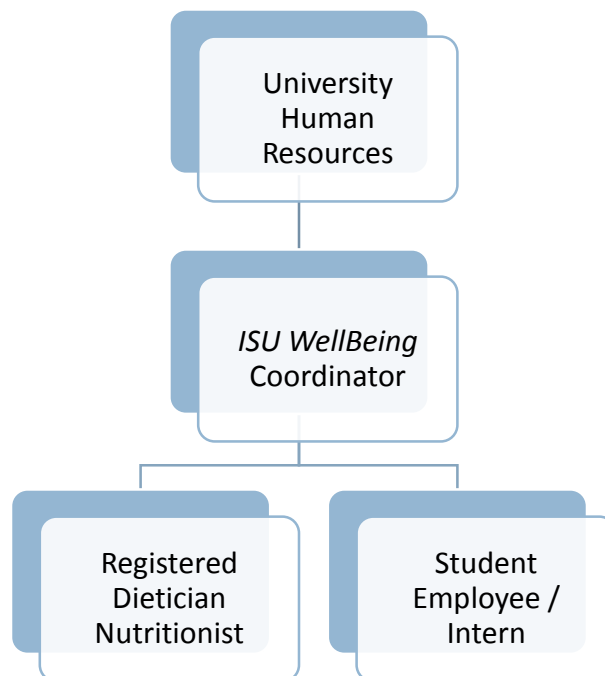 University
Human
Resources
ISU WellBeing
Coordinator
Registered
Dietician
Nutritionist
Student
Employee /
Intern